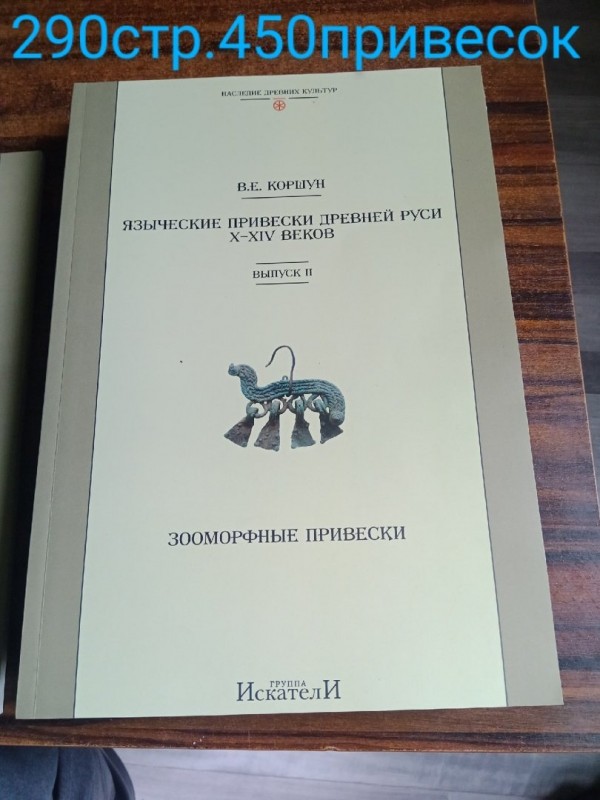 290стр.450привесок
НАСЛЕДИЕ ДРЕВНИХ КУЛЬТУР
В.Е. КОРШУН
ЯЗЫЧЕСКИЕ ПРИВЕСКИ ДРЕВНЕЙ РУСИ
X–XIV ВЕКОВ
ВЫПУСК II
ЗООМОРФНЫЕ ПРИВЕСКИ
ГРУППА
ИскателИ